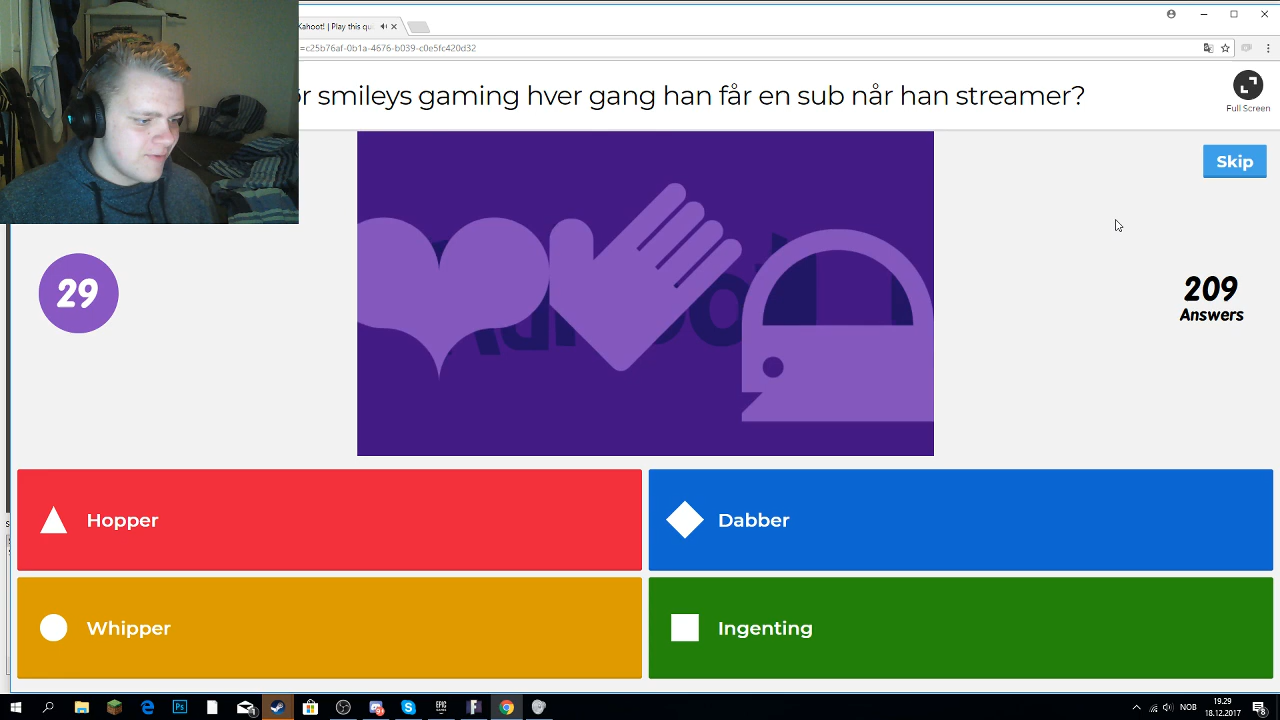 Kahoot! | Play this qu
=c25b76af-0b1a-4676-b039-c0e5fc420d32
ør smileys gaming hver gang han får en sub når han streamer?
Full Screen
Skip
29
209
Answers
Hopper
Dabber
Whipper
Ingenting
NOB
19.29
18.12.2017